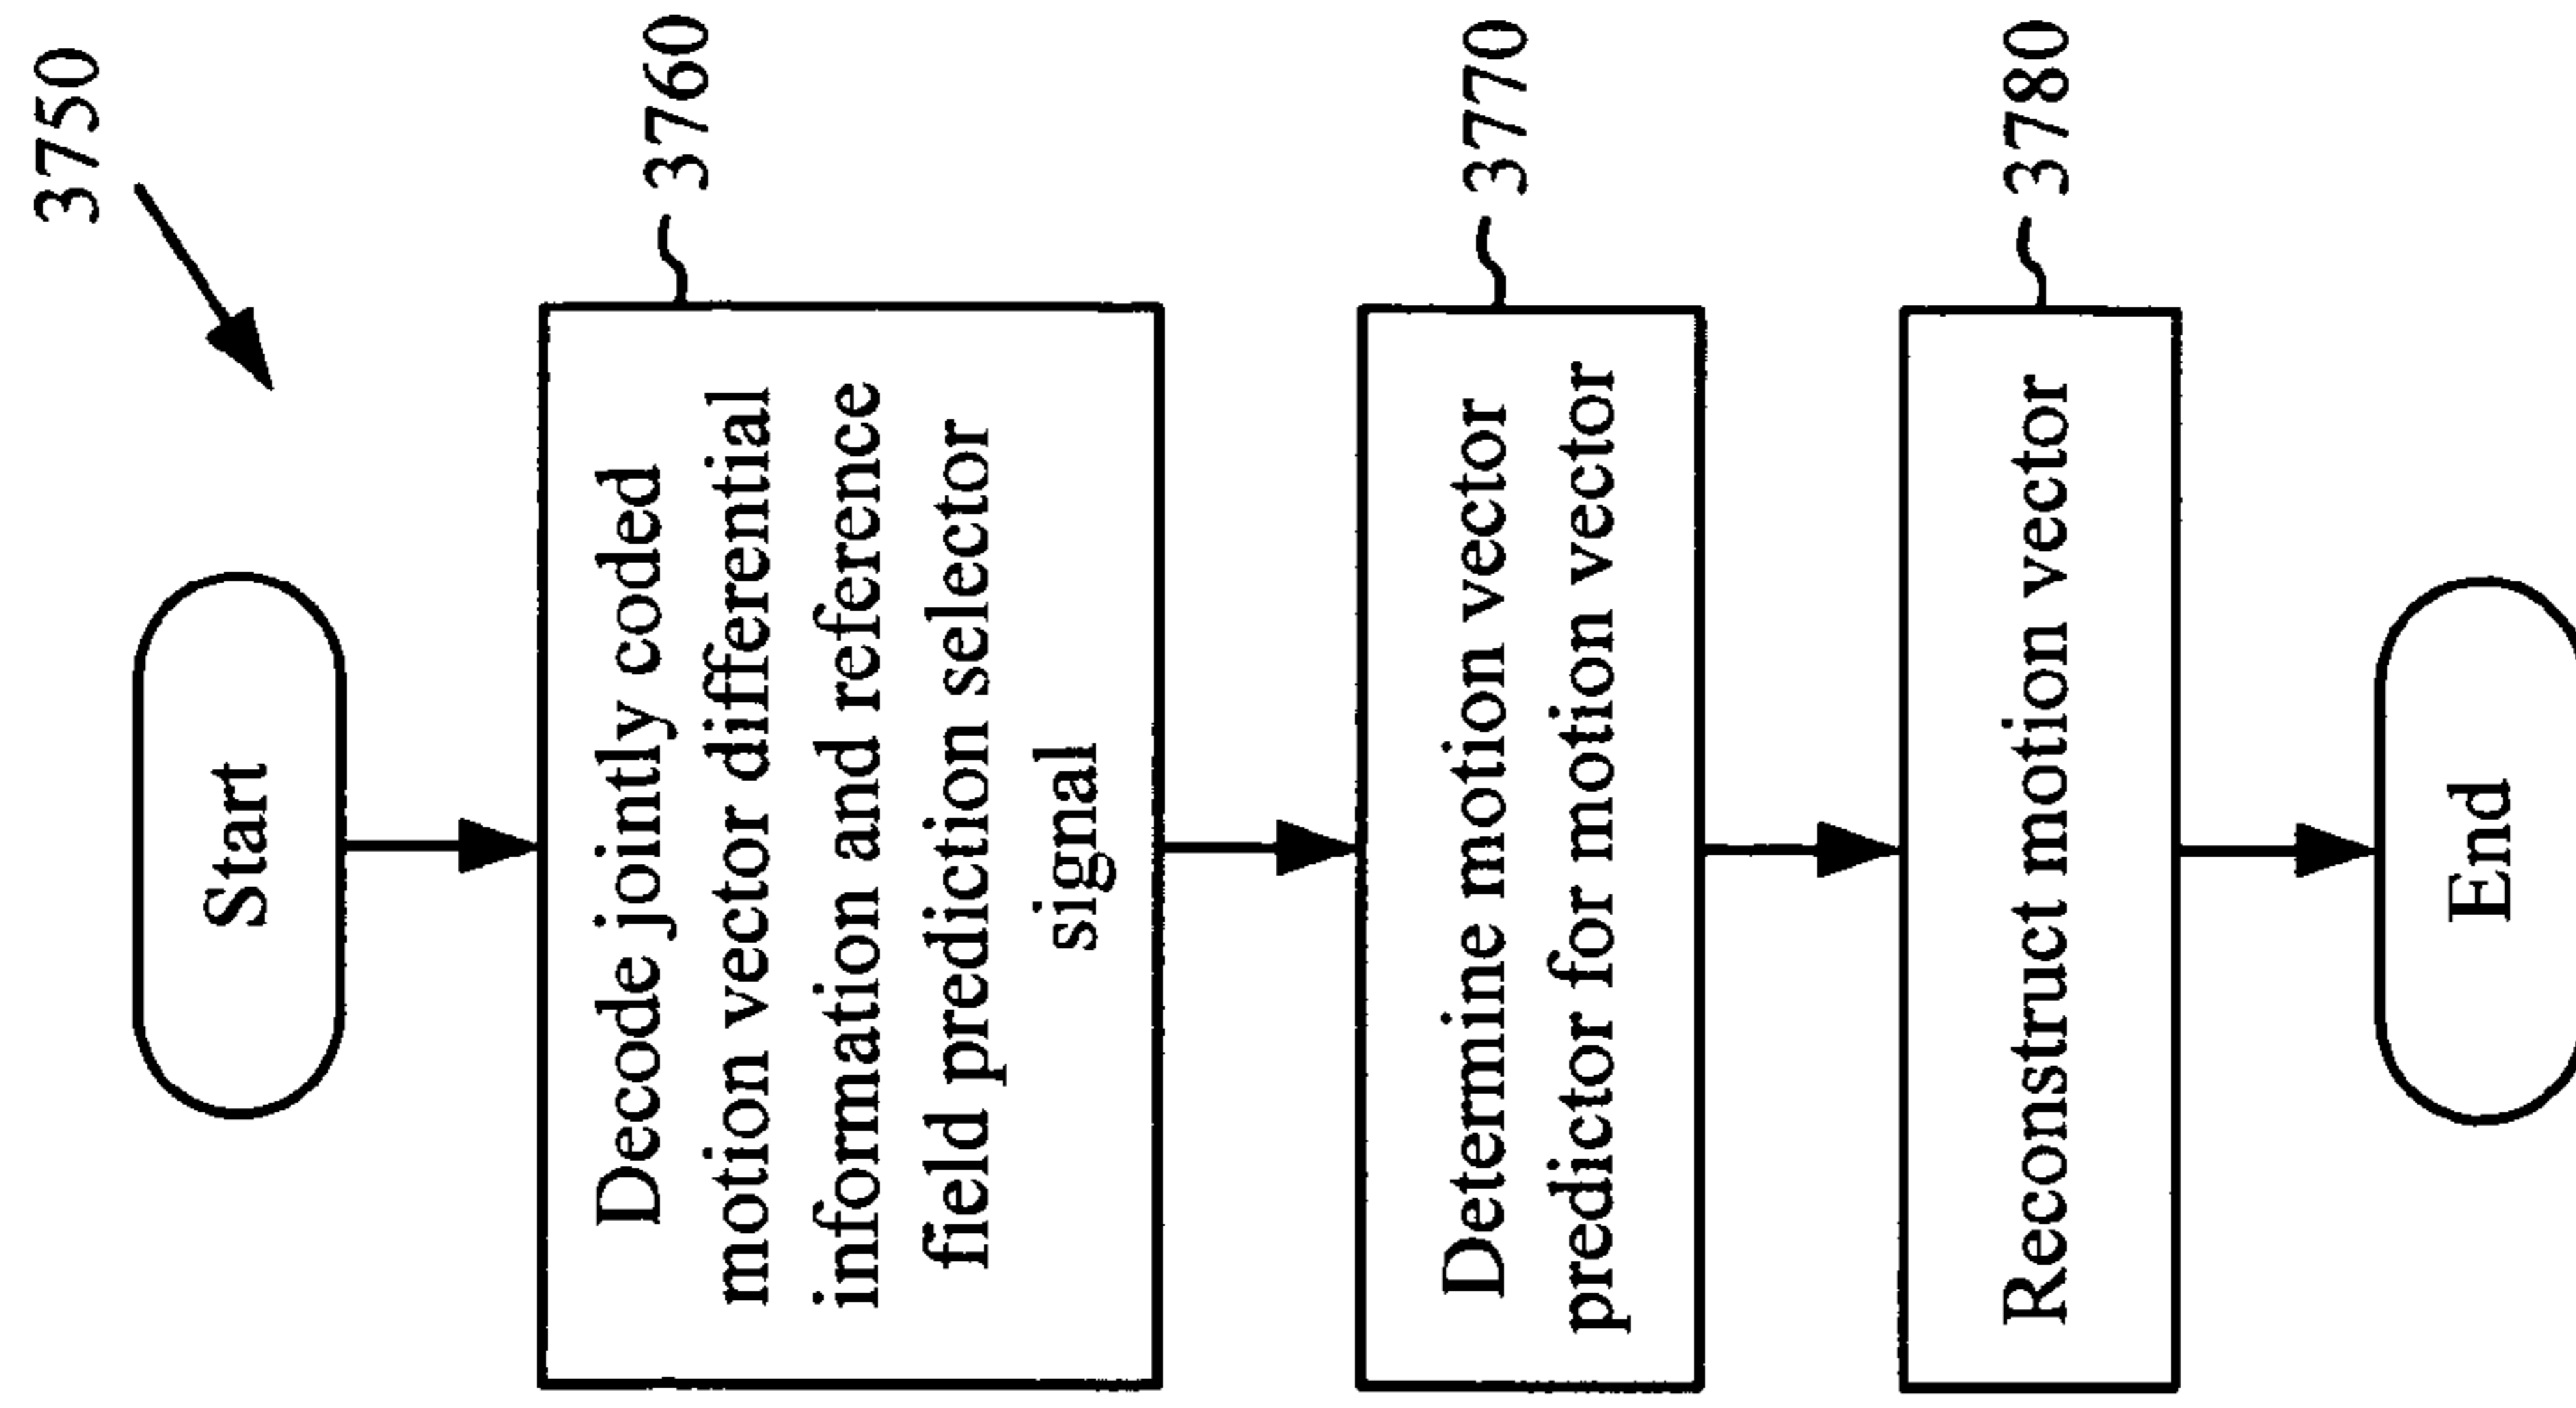 3750
Start
Decode jointly coded
motion vector differential
information and reference
field prediction selector
signal
3760
Determine motion vector
predictor for motion vector
3770
Reconstruct motion vector
3780
End